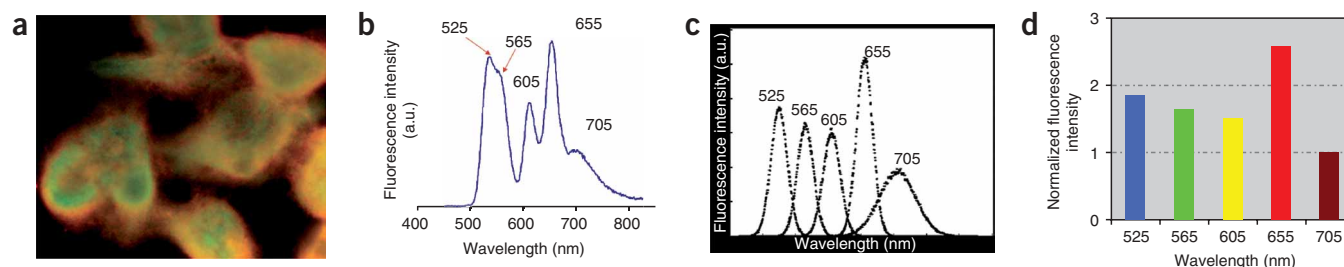 a
b
525
565
655
605
705
Fluorescence intensity
(a.u.)
400
500
600
700
800
Wavelength (nm)
c
Fluorescence intensity (a.u.)
525
565
605
655
705
Wavelength (nm)
d
Normalized fluorescence
intensity
3
2
1
0
525
565
605
655
705
Wavelength (nm)